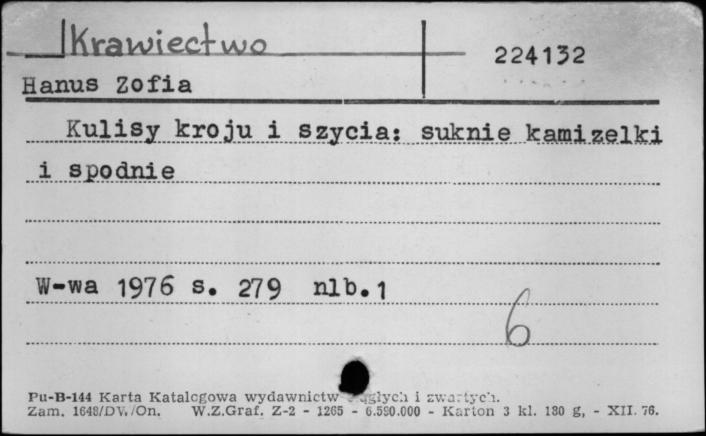 Krawiectwo
224132
Hanus Zofia
Kulisy kroju i szycia: suknie kamizelki
i spodnie
W-wa 1976 s. 279 nlb.1
6
Pu-B-144 Karta Katalogowa wydawnictw i zwartych.
Zam. 1648/DW/On. W.Z.Graf. Z-2 - 1265 - 6.590.000 - Karton 3 kl. 180 g, - XII. 76.